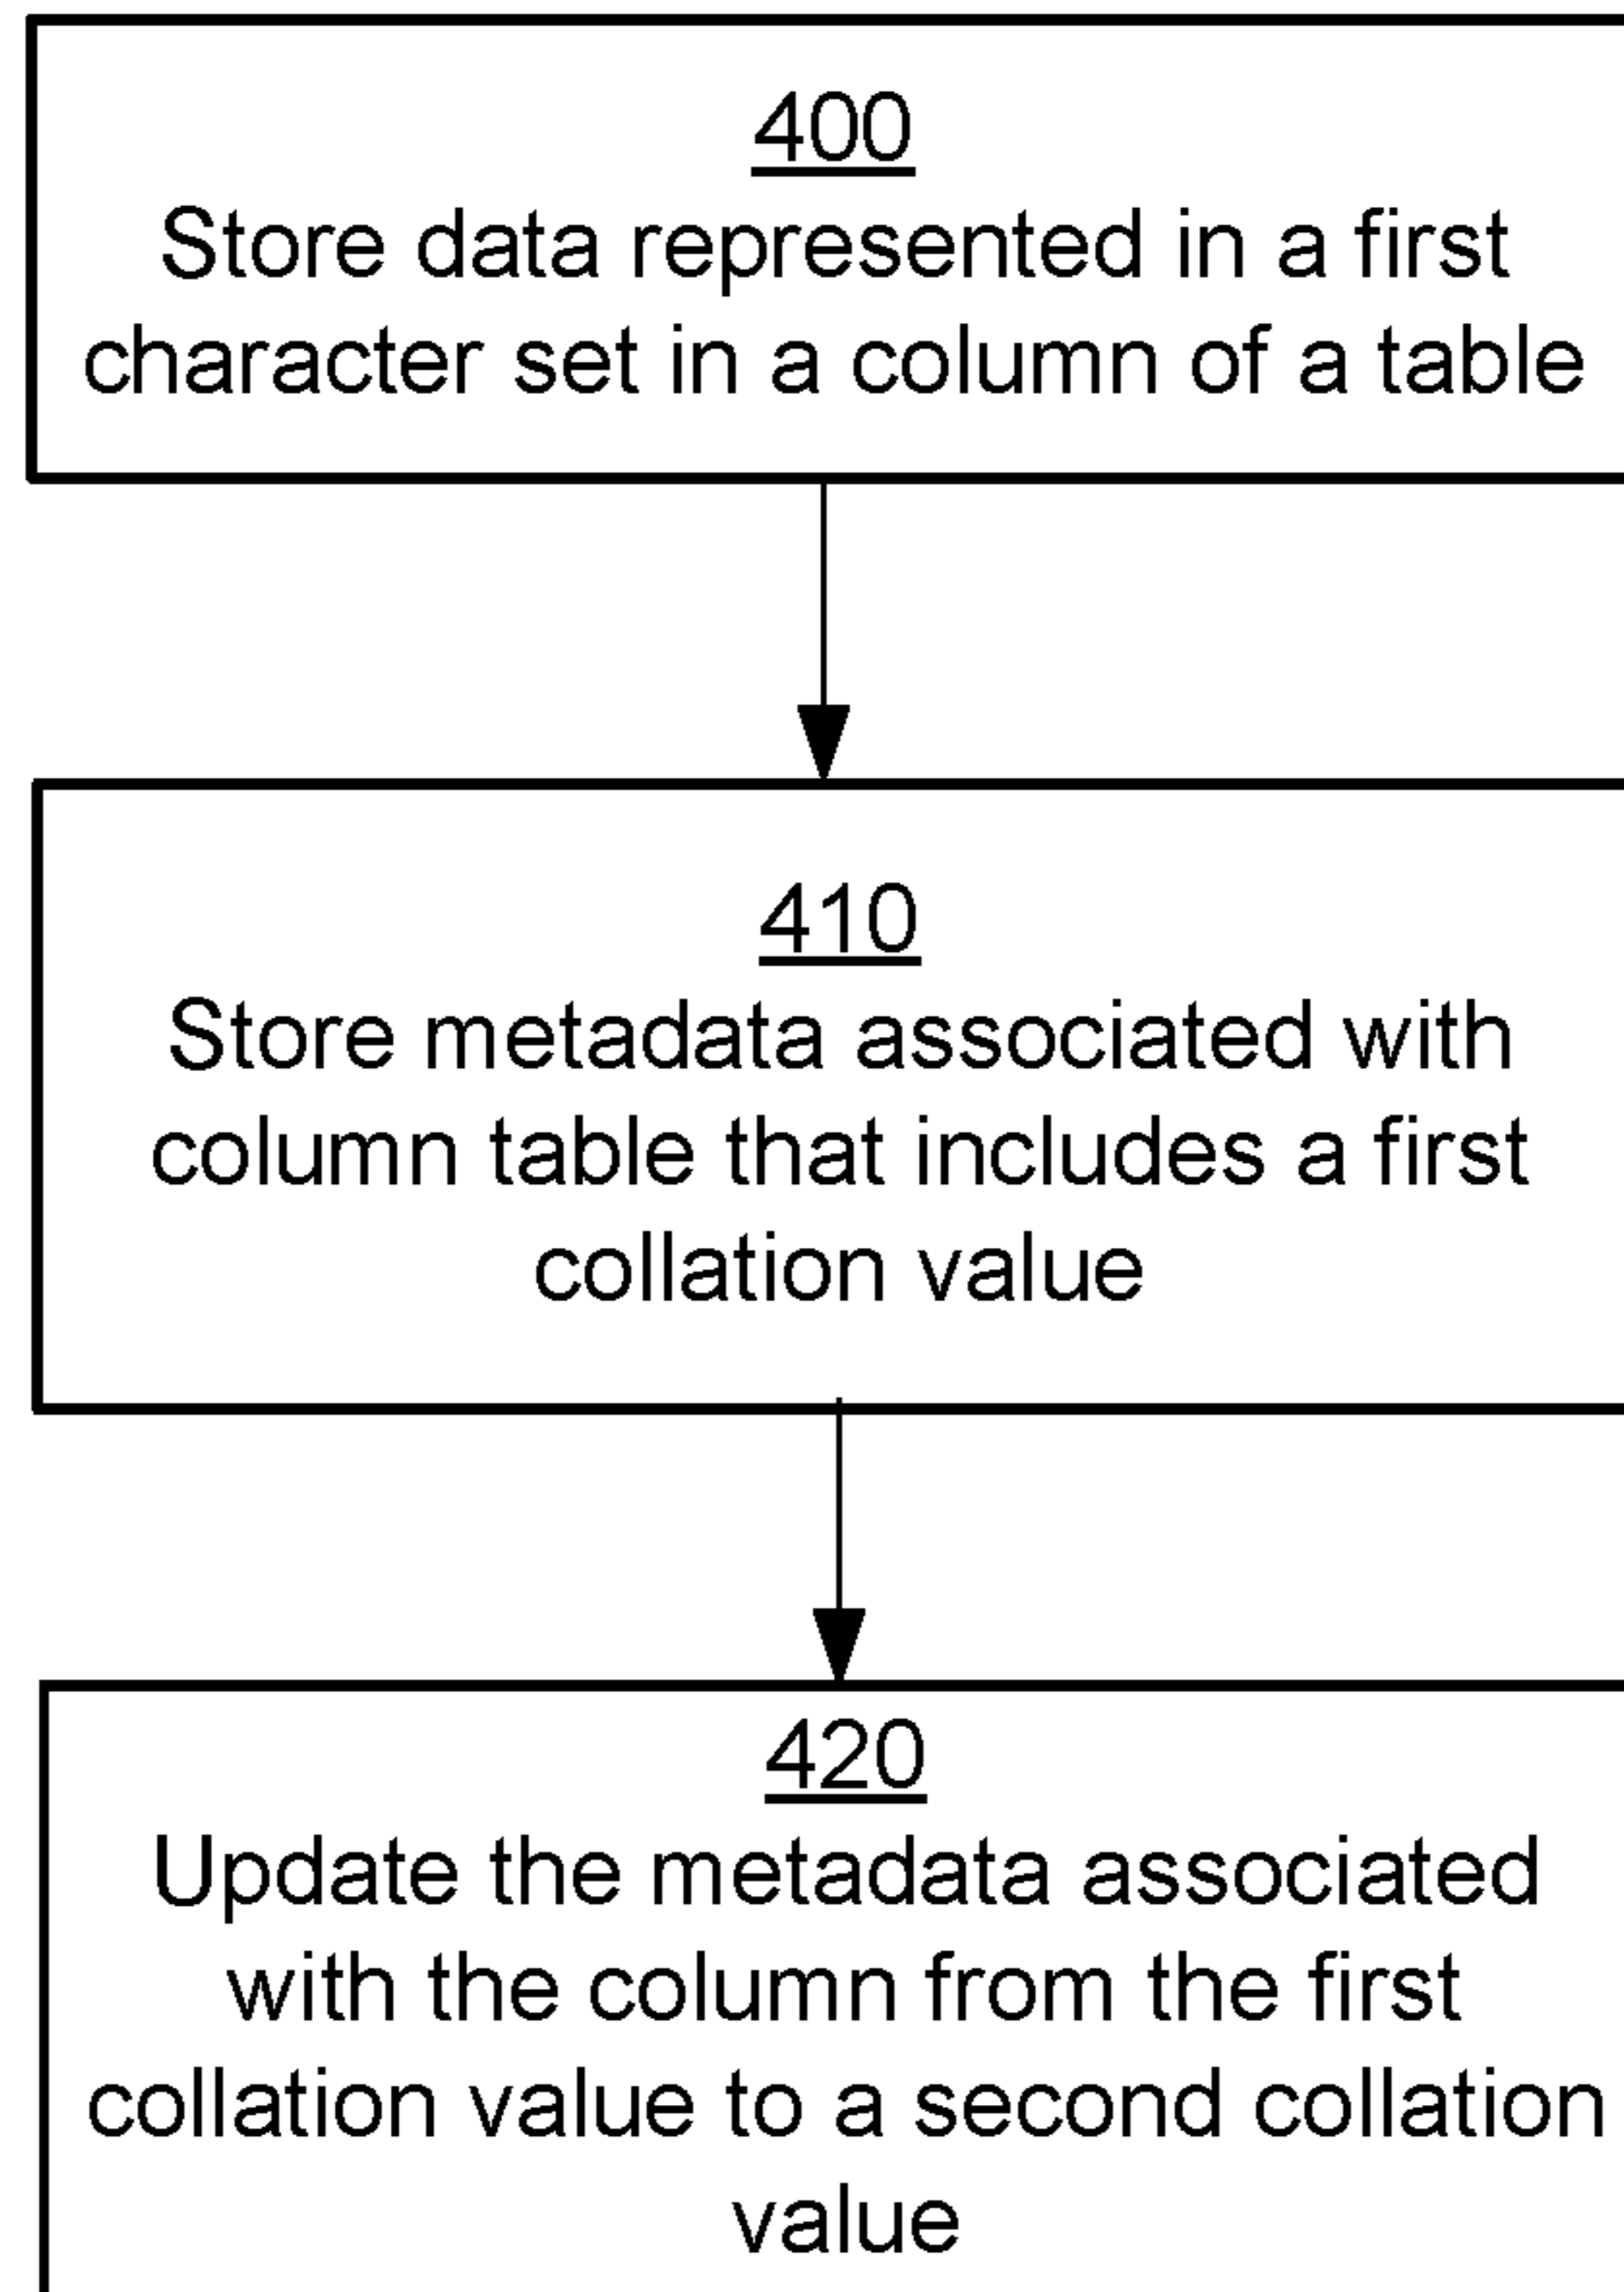 400
Store data represented in a first
character set in a column of a table
410
Store metadata associated with
column table that includes a first
collation value
420
Update the metadata associated
with the column from the first
collation value to a second collation
value